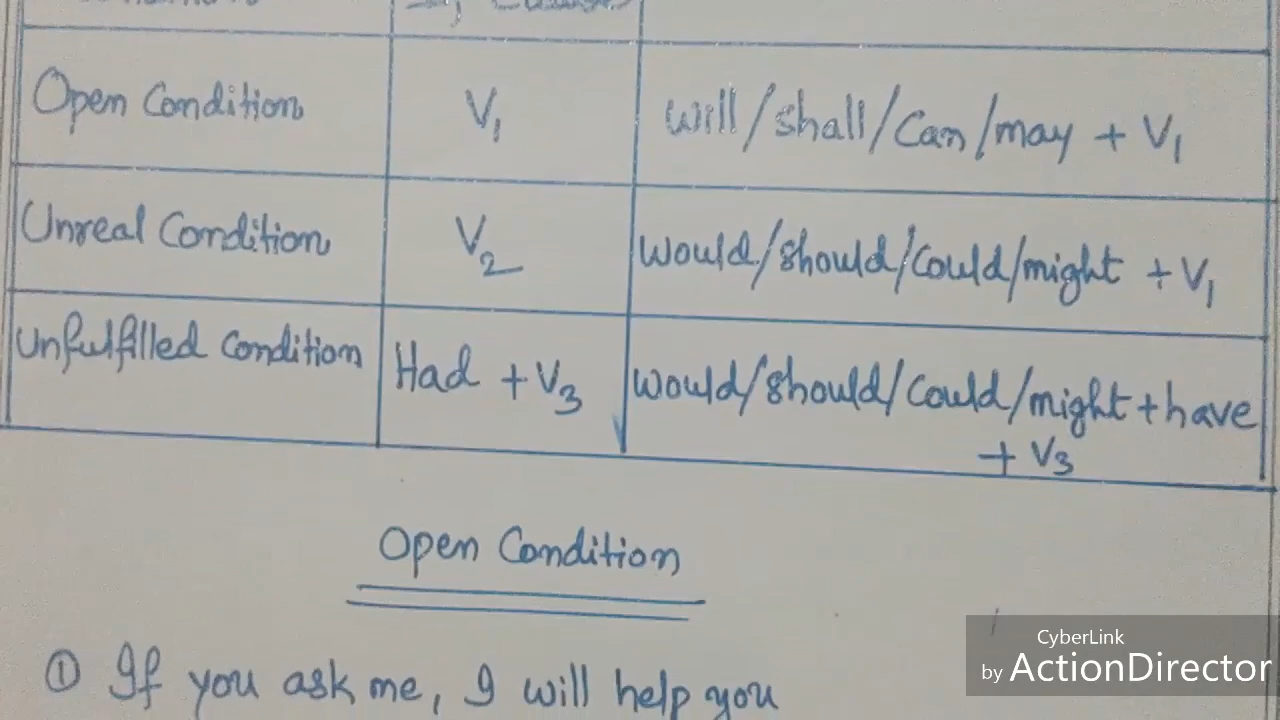 Open Condition V1 will/shall/can/may + V1
Unreal Condition V2 would/should/could/might + V1
Unfulfilled condition Had + V3 would/should/could/might + have
+ V3
Open Condition
① If you ask me, I will help you
CyberLink
by ActionDirector